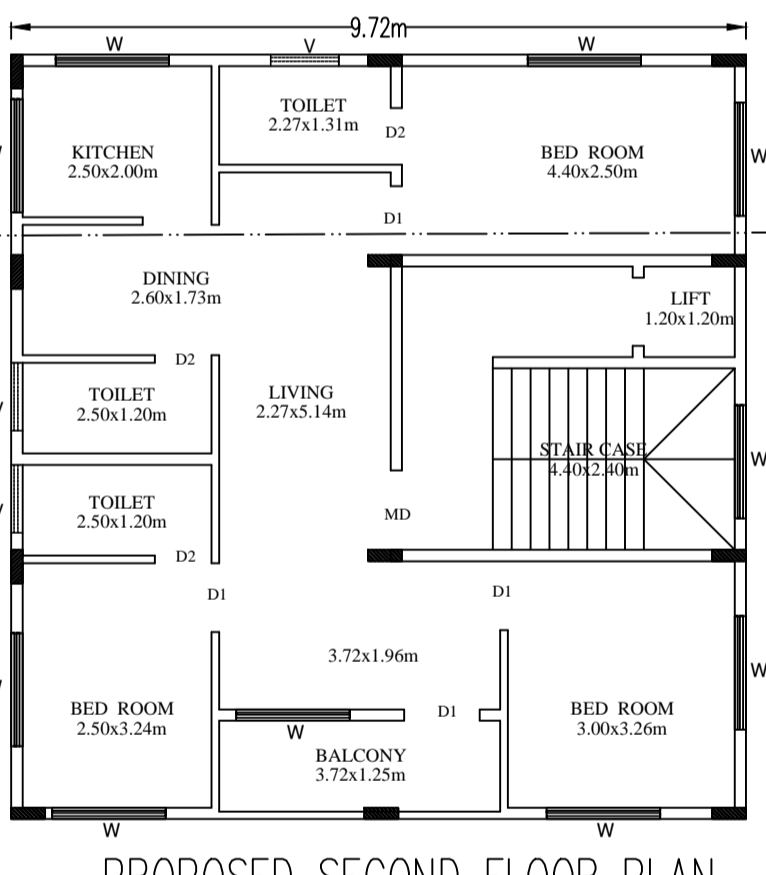 9.72m
W
V
W
TOILET
2.27x1.31m
D2
KITCHEN
2.50x2.00m
BED ROOM
4.40x2.50m
W
D1
DINING
2.60x1.73m
LIFT
1.20x1.20m
D2
TOILET
2.50x1.20m
LIVING
2.27x5.14m
STAIR CASE
4.40x2.40m
W
TOILET
2.50x1.20m
MD
D2
D1
D1
3.72x1.96m
W
BED ROOM
2.50x3.24m
D1
BED ROOM
3.00x3.26m
W
BALCONY
3.72x1.25m
W
W
PROPOSED SECOND FLOOR PLAN